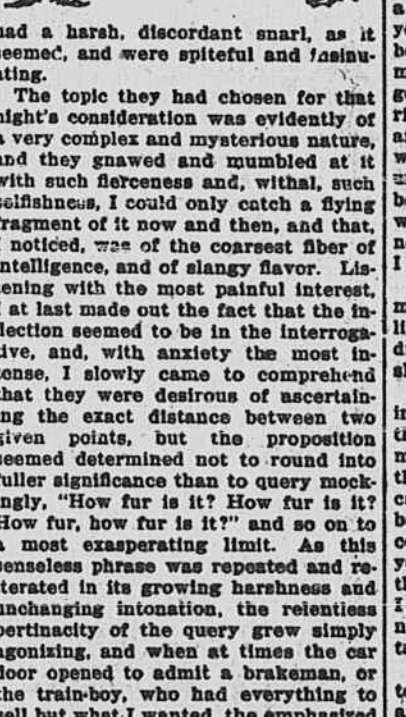 had a harsh, discordant snarl, as it
seemed, and were spiteful and insinu-
ating.
The topic they had chosen for that
night's consideration was evidently of
a very complex and mysterious nature,
and they gnawed and mumbled at it
with such fierceness and, withal, such
selfishness, I could only catch a flying
fragment of it now and then, and that,
I noticed, was of the coarsest fiber of
intelligence, and of slangy flavor. Lis-
tening with the most painful interest,
I at last made out the fact that the in-
flection seemed to be in the interroga-
tive, and, with anxiety the most in-
tense, I slowly came to comprehend
that they were desirous of ascertain-
ing the exact distance between two
given points, but the proposition
seemed determined not to round into
fuller significance than to query mock-
ingly, "How fur is it? How fur is it?
How fur, how fur is it?" and so on to
a most exasperating limit. As this
senseless phrase was repeated and re-
iterated in its growing harshness and
unchanging intonation, the relentless
pertinacity of the query grew simply
agonizing, and when at times the car
door opened to admit a brakeman, or
the train-boy, who had everything to
sell but what I wanted, the emphasized